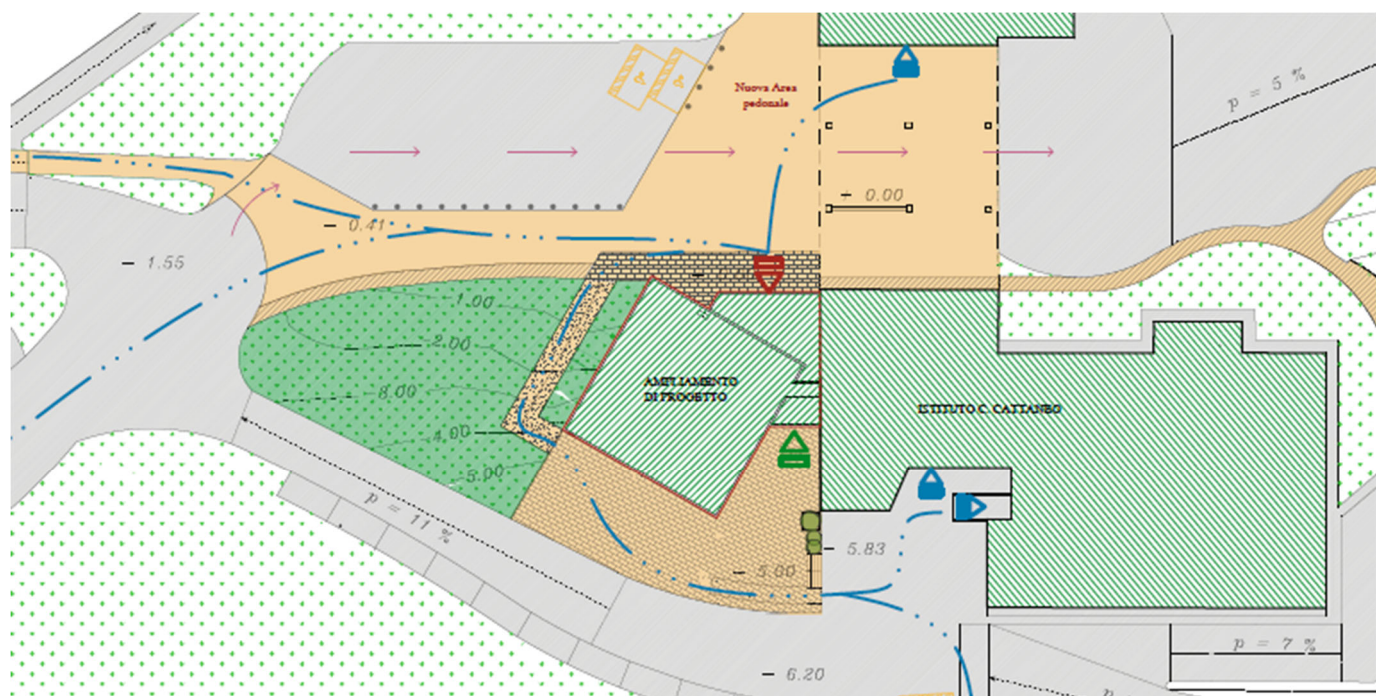 Nuova Area
pedonale
p = 5 %
+ 0.00
- 0.41
- 1.55
1.00
2.00
8.00
4.00
5.00
AMPLIAMENTO
DI PROGETTO
ISTITUTO C. CATTANEO
p = 11 %
- 5.83
- 5.00
- 6.20
p = 7 %
p